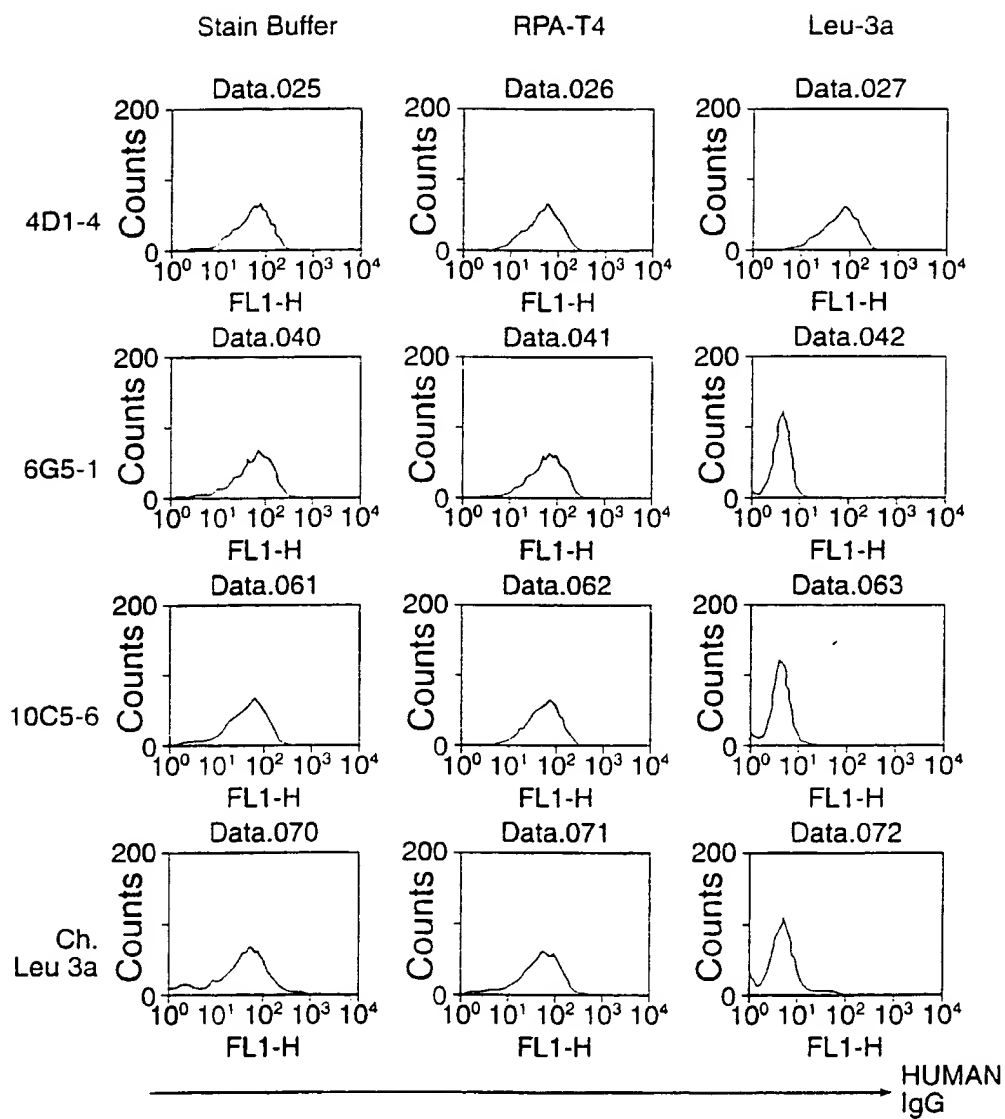 Stain Buffer RPA-T4 Leu-3a
Data.025 Data.026 Data.027
200 200 200
Counts Counts Counts
4D1-4
0 0 0
10⁰ 10¹ 10² 10³ 10⁴ 10⁰ 10¹ 10² 10³ 10⁴ 10⁰ 10¹ 10² 10³ 10⁴
FL1-H FL1-H FL1-H
Data.040 Data.041 Data.042
200 200 200
Counts Counts Counts
6G5-1
0 0 0
10⁰ 10¹ 10² 10³ 10⁴ 10⁰ 10¹ 10² 10³ 10⁴ 10⁰ 10¹ 10² 10³ 10⁴
FL1-H FL1-H FL1-H
Data.061 Data.062 Data.063
200 200 200
Counts Counts Counts
10C5-6
0 0 0
10⁰ 10¹ 10² 10³ 10⁴ 10⁰ 10¹ 10² 10³ 10⁴ 10⁰ 10¹ 10² 10³ 10⁴
FL1-H FL1-H FL1-H
Data.070 Data.071 Data.072
200 200 200
Counts Counts Counts
Ch.
Leu 3a
0 0 0
10⁰ 10¹ 10² 10³ 10⁴ 10⁰ 10¹ 10² 10³ 10⁴ 10⁰ 10¹ 10² 10³ 10⁴
FL1-H FL1-H FL1-H
HUMAN
IgG